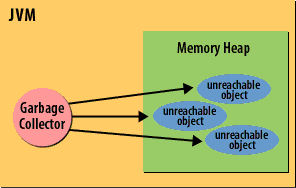 JVM
Memory Heap
Garbage
Collector
unreachable
object
unreachable
object
unreachable
object